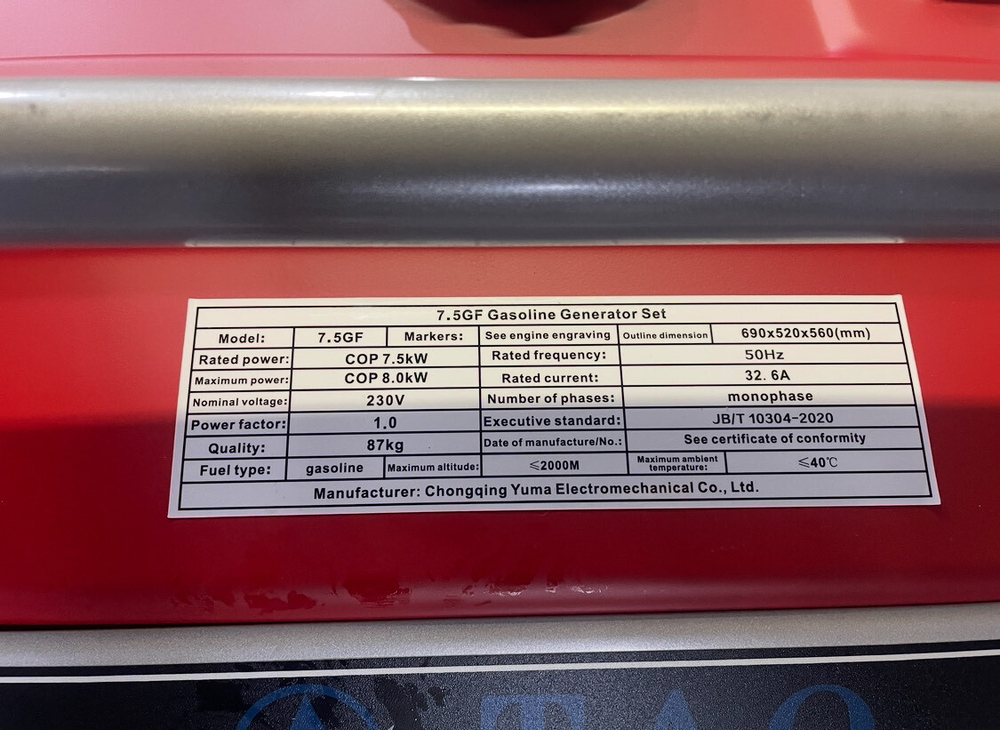 7.5GF Gasoline Generator Set
Model: 7.5GF Markers: See engine engraving Outline dimension 690x520x560(mm)
Rated power: COP 7.5kW Rated frequency: 50Hz
Maximum power: COP 8.0kW Rated current: 32.6A
Nominal voltage: 230V Number of phases: monophase
Power factor: 1.0 Executive standard: JB/T 10304-2020
Quality: 87kg Date of manufacture/No.: See certificate of conformity
Fuel type: gasoline Maximum altitude: ≤2000M Maximum ambient temperature: ≤40℃
Manufacturer: Chongqing Yuma Electromechanical Co., Ltd.
TAO